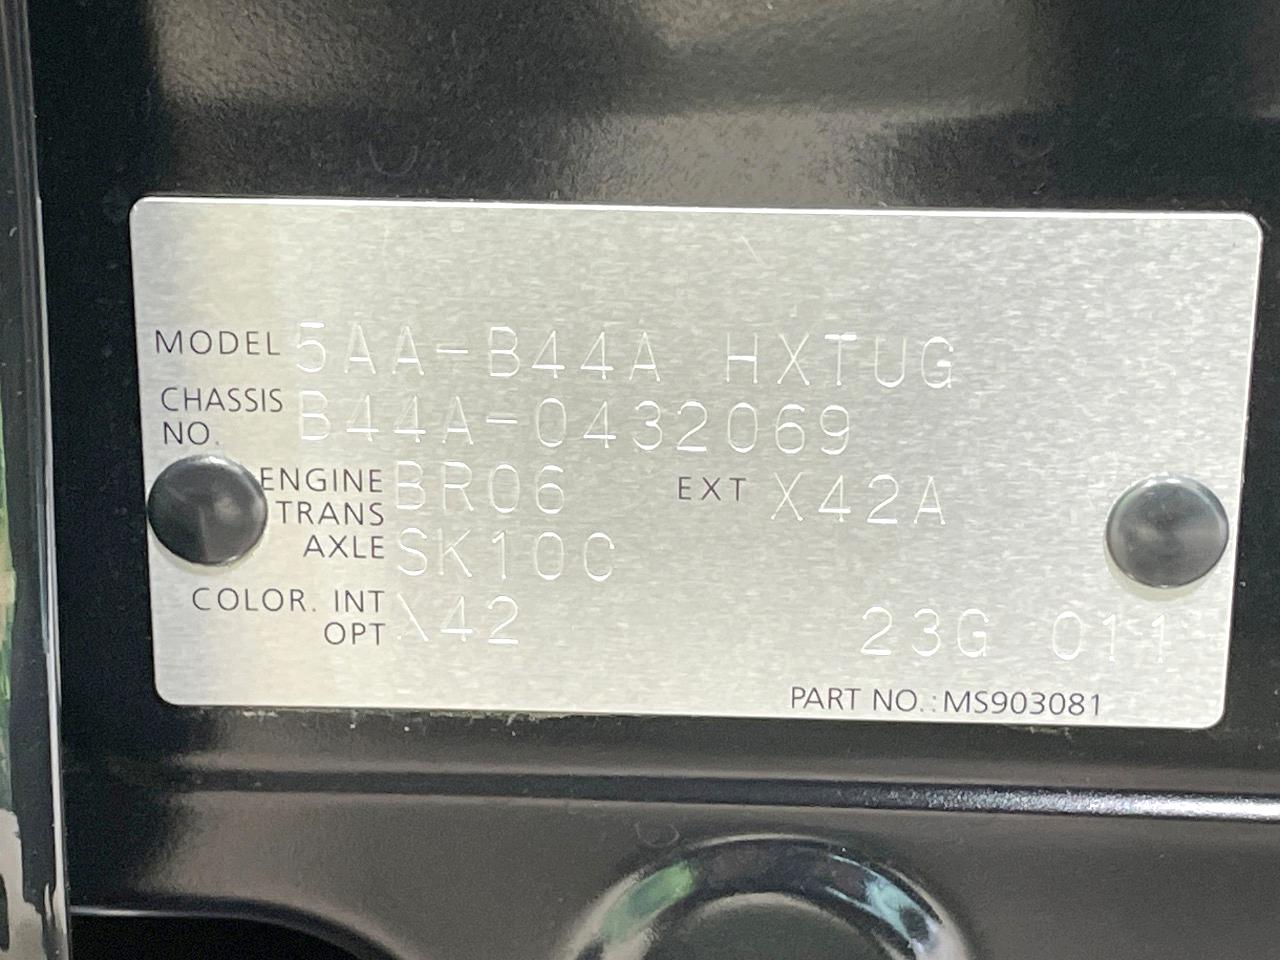 MODEL 5AA-B44A HXTUG
CHASSIS NO. B44A-0432069
ENGINE BR06 EXT X42A
TRANS
AXLE SK10C
COLOR. INT
OPT X42 23G 011
PART NO.:MS903081